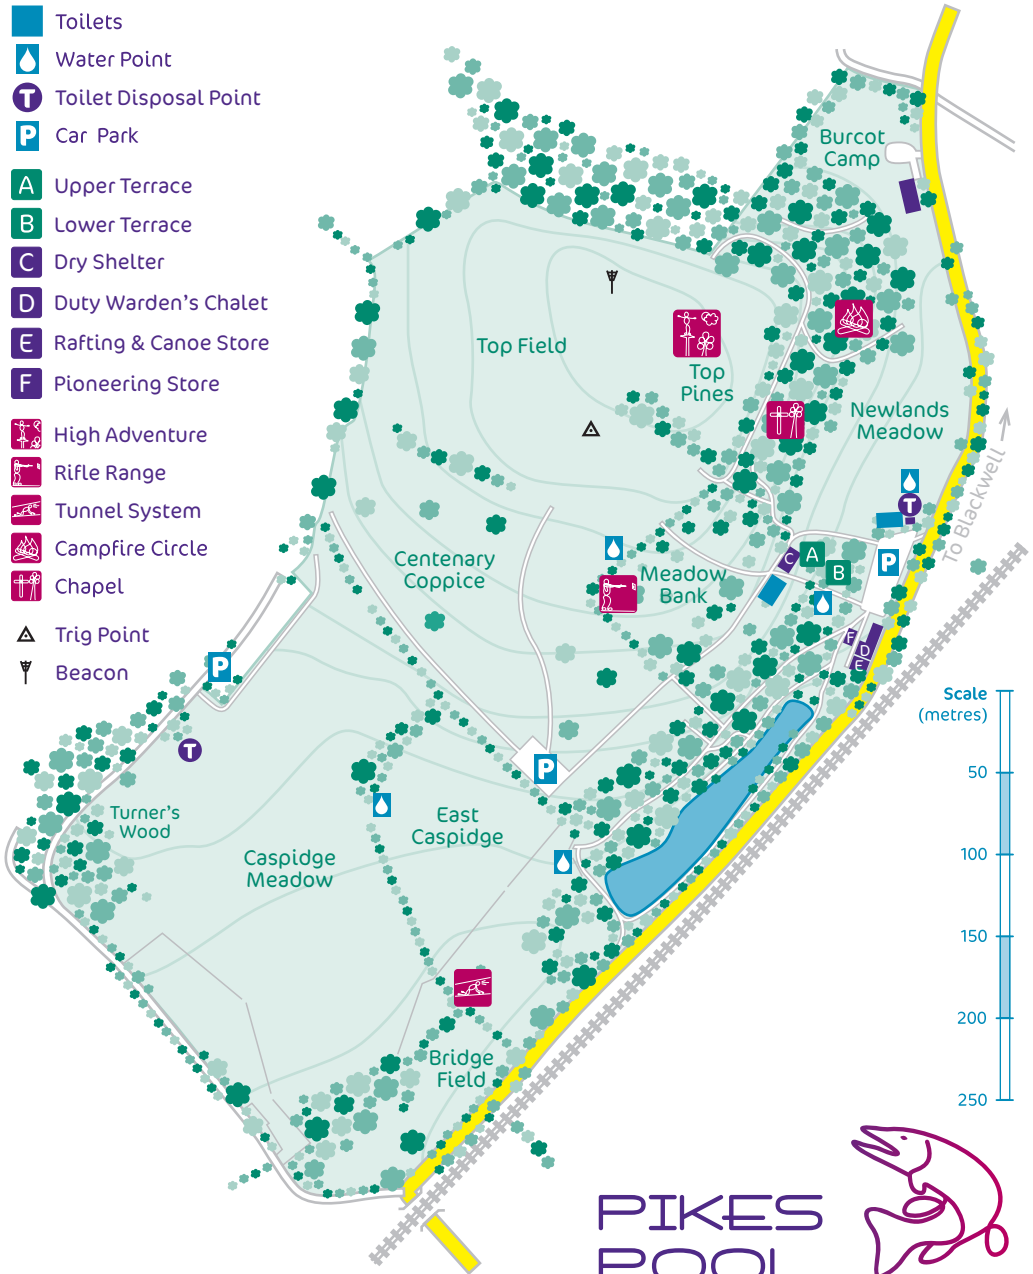 Toilets
Water Point
T
Toilet Disposal Point
P
Car Park
A
Upper Terrace
B
Lower Terrace
C
Dry Shelter
D
Duty Warden's Chalet
E
Rafting & Canoe Store
F
Pioneering Store
High Adventure
Rifle Range
Tunnel System
Campfire Circle
Chapel
Trig Point
Beacon
Burcot
Camp
Top Field
Top
Pines
Newlands
Meadow
To Blackwell
T
P
Centenary
Coppice
Meadow
Bank
C
A
B
F
D
E
P
T
P
Scale
(metres)
50
100
150
200
250
Turner's
Wood
Caspidge
Meadow
East
Caspidge
Bridge
Field
PIKES
POOL